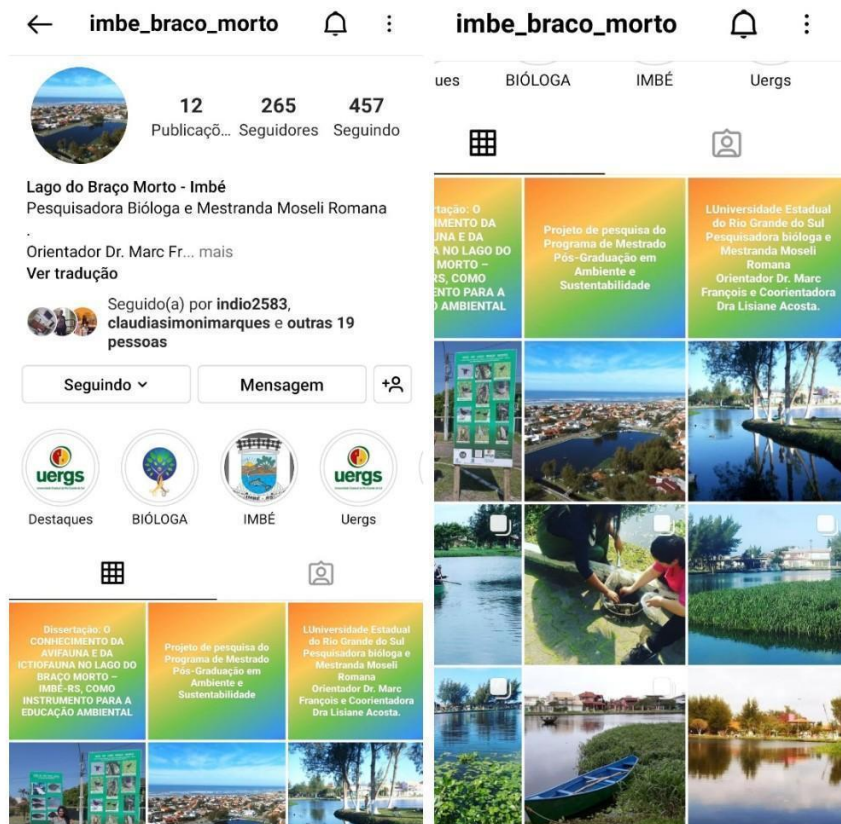 imbe_braco_morto
12
265
457
Publicaçõ...
Seguidores
Seguindo
Lago do Braço Morto - Imbé
Pesquisadora Bióloga e Mestranda Moseli Romana
.
Orientador Dr. Marc Fr... mais
Ver tradução
Seguido(a) por indio2583,
claudiasimonimarques e outras 19
pessoas
Seguindo
Mensagem
uergs
IMBÉ - RS
uergs
Destaques
BIÓLOGA
IMBÉ
Uergs
Dissertação: O
CONHECIMENTO DA
AVIFAUNA E DA
ICTIOFAUNA NO LAGO DO
BRAÇO MORTO –
IMBÉ-RS, COMO
INSTRUMENTO PARA A
EDUCAÇÃO AMBIENTAL
Projeto de pesquisa do
Programa de Mestrado
Pós-Graduação em
Ambiente e
Sustentabilidade
LUniversidade Estadual
do Rio Grande do Sul
Pesquisadora bióloga e
Mestranda Moseli
Romana
Orientador Dr. Marc
François e Coorientadora
Dra Lisiane Acosta.
imbe_braco_morto
ues
BIÓLOGA
IMBÉ
Uergs
rtação: O
IMENTO DA
UNA E DA
A NO LAGO DO
MORTO –
RS, COMO
ENTO PARA A
O AMBIENTAL
Projeto de pesquisa do
Programa de Mestrado
Pós-Graduação em
Ambiente e
Sustentabilidade
LUniversidade Estadual
do Rio Grande do Sul
Pesquisadora bióloga e
Mestranda Moseli
Romana
Orientador Dr. Marc
François e Coorientadora
Dra Lisiane Acosta.